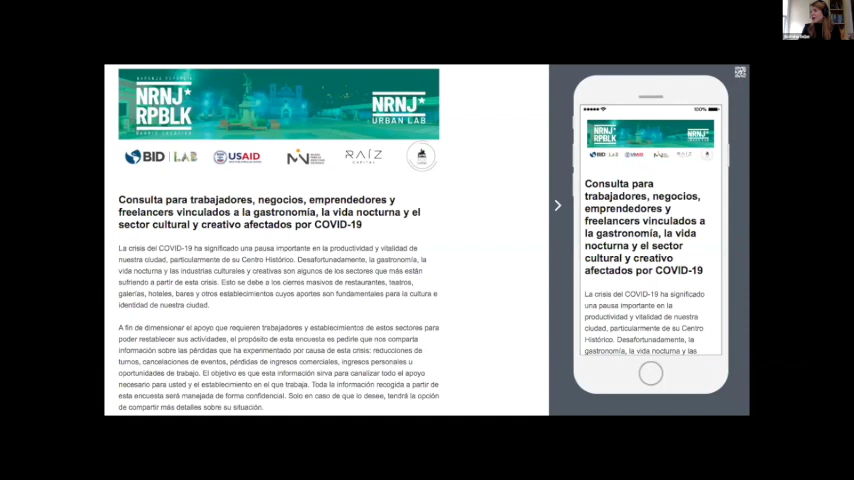 NARANJA REPUBLIK
NRNJ*
RPBLK
BARRIO CREATIVO
NRNJ*
URBAN LAB.
BID LAB
USAID
RAÍZ
CAPITAL
Consulta para trabajadores, negocios, emprendedores y
freelancers vinculados a la gastronomía, la vida nocturna y el
sector cultural y creativo afectados por COVID-19
La crisis del COVID-19 ha significado una pausa importante en la productividad y vitalidad de
nuestra ciudad, particularmente de su Centro Histórico. Desafortunadamente, la gastronomía, la
vida nocturna y las industrias culturales y creativas son algunos de los sectores que más están
sufriendo a partir de esta crisis. Esto se debe a los cierres masivos de restaurantes, teatros,
galerías, hoteles, bares y otros establecimientos cuyos aportes son fundamentales para la cultura e
identidad de nuestra ciudad.
A fin de dimensionar el apoyo que requieren trabajadores y establecimientos de estos sectores para
poder restablecer sus actividades, el propósito de esta encuesta es pedirle que nos comparta
información sobre las pérdidas que ha experimentado por causa de esta crisis: reducciones de
turnos, cancelaciones de eventos, pérdidas de ingresos comerciales, ingresos personales u
oportunidades de trabajo. El objetivo es que esta información sirva para canalizar todo el apoyo
necesario para usted y el establecimiento en el que trabaja. Toda la información recogida a partir de
esta encuesta será manejada de forma confidencial. Solo en caso de que lo desee, tendrá la opción
de compartir más detalles sobre su situación.
100%
NRNJ*
RPBLK
NRNJ*
BID LAB
USAID
RAÍZ
Consulta para
trabajadores, negocios,
emprendedores y
freelancers vinculados a
la gastronomía, la vida
nocturna y el sector
cultural y creativo
afectados por COVID-19
La crisis del COVID-19 ha significado
una pausa importante en la
productividad y vitalidad de nuestra
ciudad, particularmente de su Centro
Histórico. Desafortunadamente, la
gastronomía, la vida nocturna y las